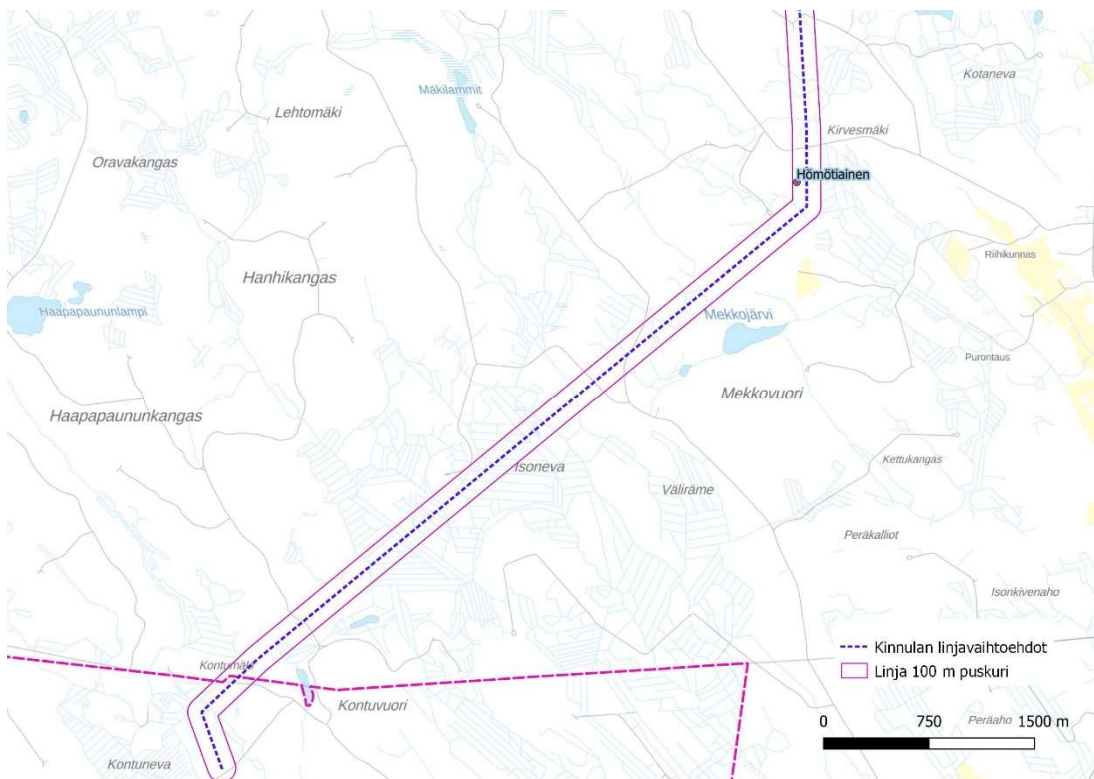 Kotaneva
Mäkilammit
Lehtomäki
Kirvesmäki
Oravakangas
Hömötiäinen
Riihikunnas
Hanhikangas
Haapapaununlampi
Mekkojärvi
Purontaus
Mekkovuori
Haapapaununkangas
Kettukangas
Isoneva
Väliräme
Peräkalliot
Isonkivenaho
Kinnulan linjavaihtoehdot
Kontumäki
Linja 100 m puskuri
Kontuvuori
0 750 1500 m
Peräaho
Kontuneva